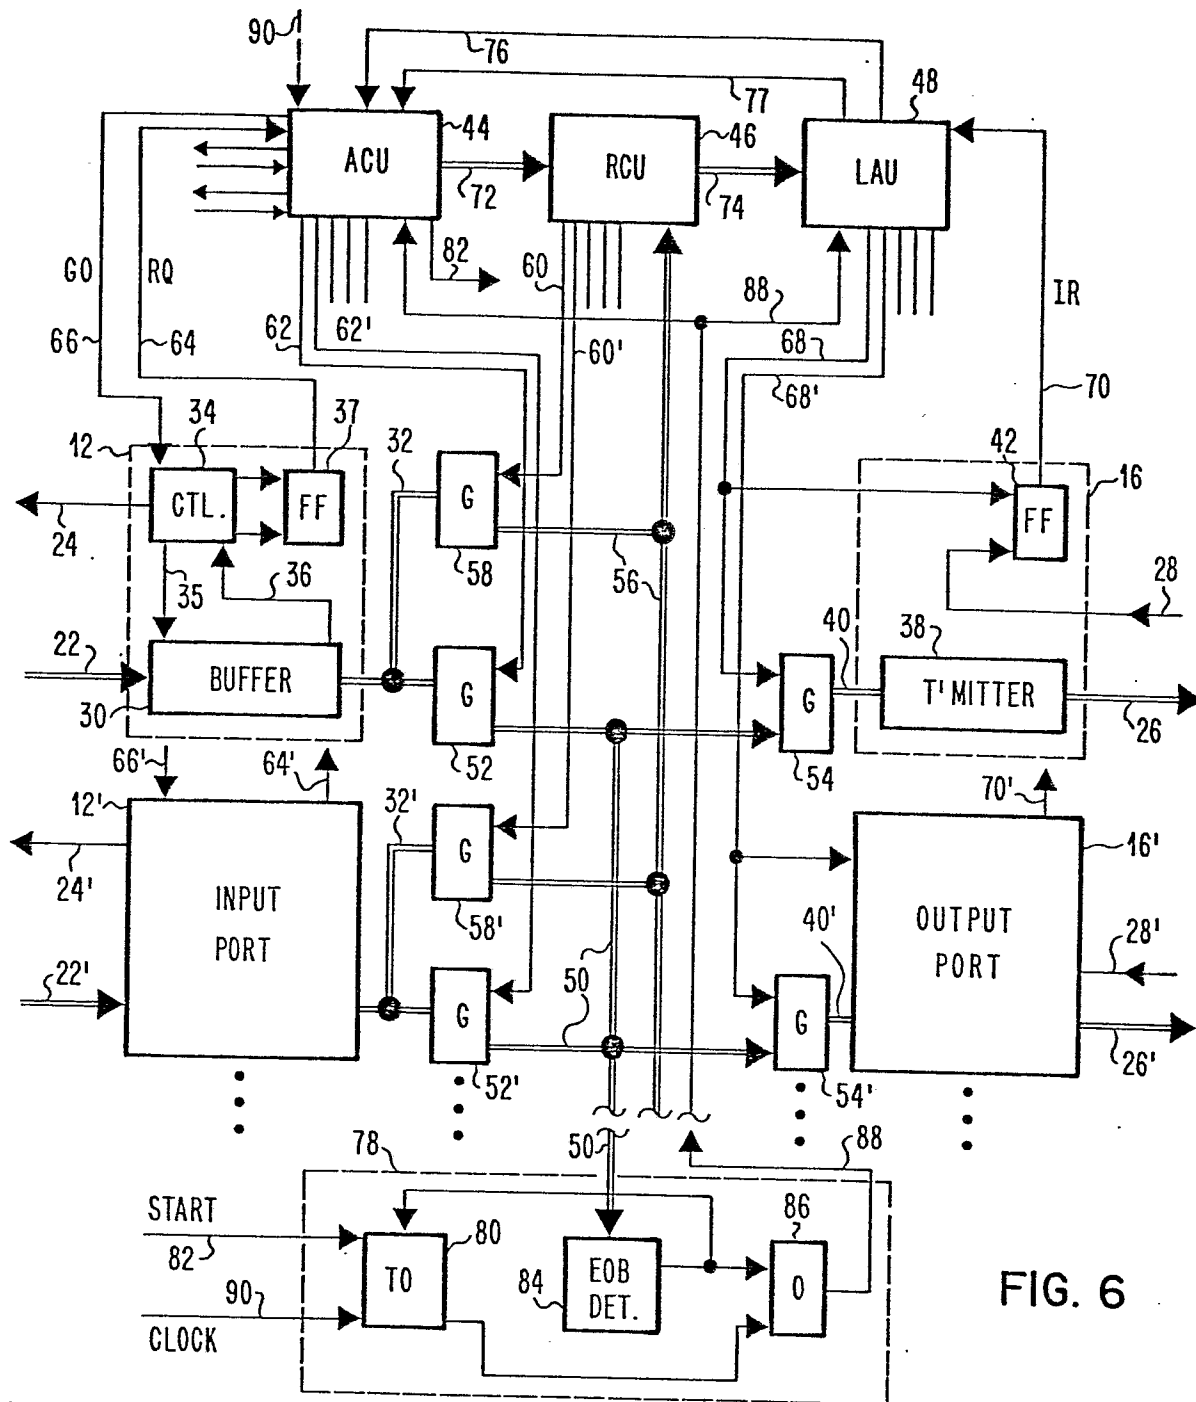 90
76
77
48
44
46
ACU
RCU
LAU
72
74
GO
RQ
82
60
88
IR
66
64
62
62'
60'
68
68'
70
12
34
37
32
42
16
CTL.
FF
G
FF
24
58
56
35
36
28
22
BUFFER
G
40
38
T'MITTER
G
30
26
52
54
66'
64'
70'
12'
32'
G
16'
24'
58'
INPUT
PORT
OUTPUT
PORT
40'
28'
22'
50
50
G
G
26'
52'
54'
78
50
88
START
82
80
86
TO
84
EOB
DET.
O
90
CLOCK
FIG. 6